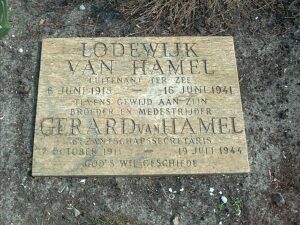 LODEWIJK
VAN HAMEL
LUITENANT TER ZEE
6 JUNI 1915 — 16 JUNI 1941
TEVENS GEWIJD AAN ZIJN
BROEDER EN MEDESTRIJDER
GERARD VAN HAMEL
GEZANTSCHAPSSECRETARIS
7 OCTOBER 1911 — 19 JULI 1944
GOD'S WIL GESCHIEDE